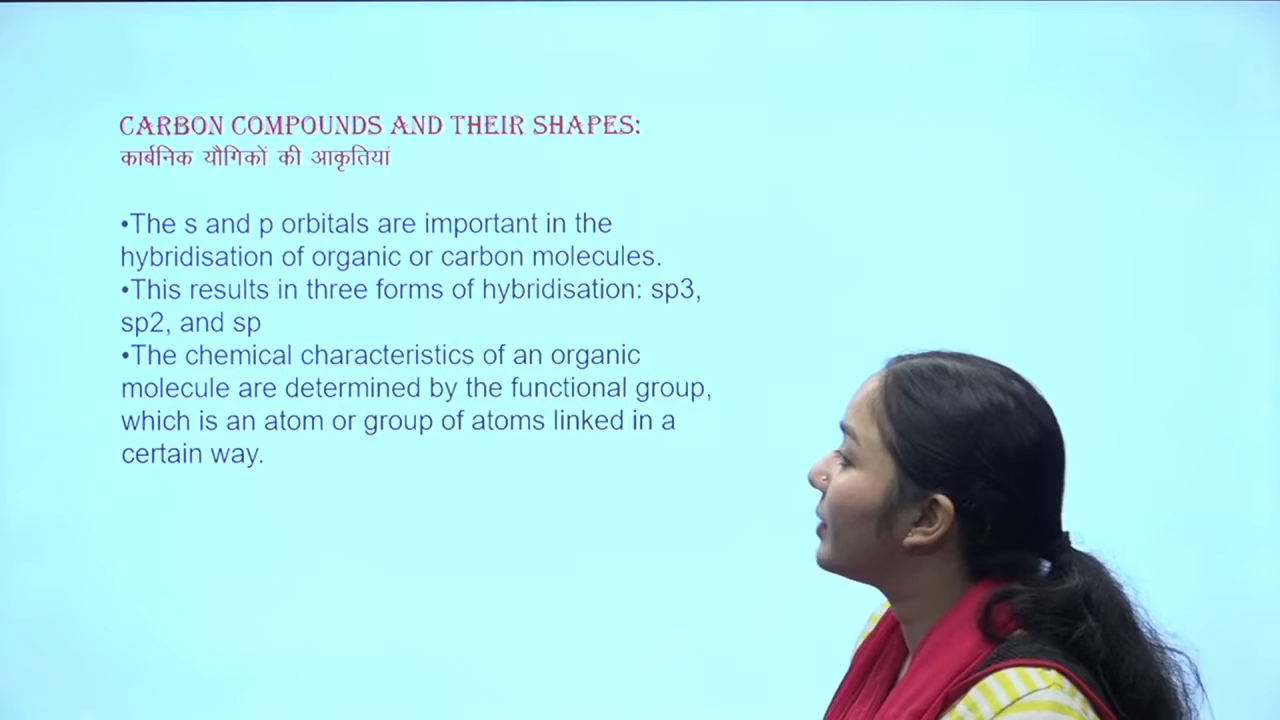 CARBON COMPOUNDS AND THEIR SHAPES:
कार्बनिक यौगिकों की आकृतियां
•The s and p orbitals are important in the
hybridisation of organic or carbon molecules.
•This results in three forms of hybridisation: sp3,
sp2, and sp
•The chemical characteristics of an organic
molecule are determined by the functional group,
which is an atom or group of atoms linked in a
certain way.